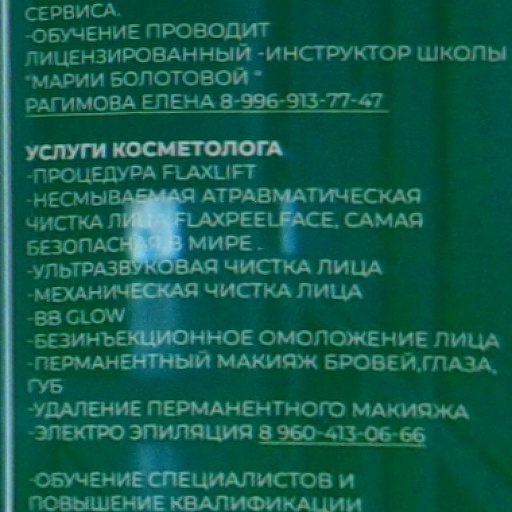 СЕРВИСА.
-ОБУЧЕНИЕ ПРОВОДИТ
ЛИЦЕНЗИРОВАННЫЙ -ИНСТРУКТОР ШКОЛЫ
"МАРИИ БОЛОТОВОЙ "
РАГИМОВА ЕЛЕНА 8-996-913-77-47
УСЛУГИ КОСМЕТОЛОГА
-ПРОЦЕДУРА FLAXLIFT
-НЕСМЫВАЕМАЯ АТРАВМАТИЧЕСКАЯ
ЧИСТКА ЛИЦА FLAXPEELFACE, САМАЯ
БЕЗОПАСНАЯ В МИРЕ .
-УЛЬТРАЗВУКОВАЯ ЧИСТКА ЛИЦА
-МЕХАНИЧЕСКАЯ ЧИСТКА ЛИЦА
-BB GLOW
-БЕЗИНЪЕКЦИОННОЕ ОМОЛОЖЕНИЕ ЛИЦА
-ПЕРМАНЕНТНЫЙ МАКИЯЖ БРОВЕЙ,ГЛАЗА,
ГУБ
-УДАЛЕНИЕ ПЕРМАНЕНТНОГО МАКИЯЖА
-ЭЛЕКТРО ЭПИЛЯЦИЯ 8 960-413-06-66
-ОБУЧЕНИЕ СПЕЦИАЛИСТОВ И
ПОВЫШЕНИЕ КВАЛИФИКАЦИИ